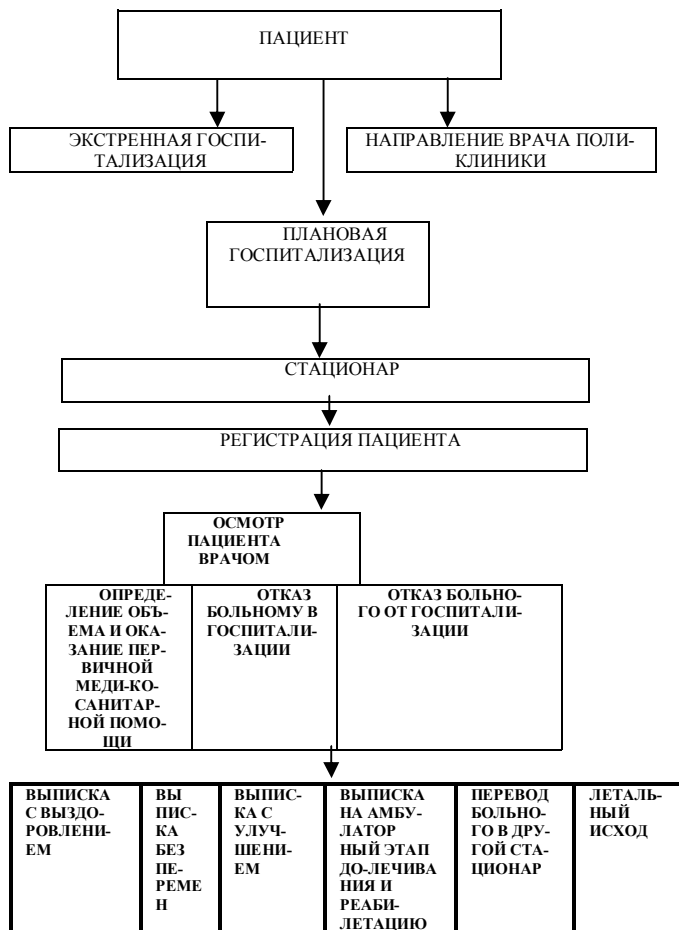 ПАЦИЕНТ
ЭКСТРЕННАЯ ГОСПИ-
ТАЛИЗАЦИЯ
НАПРАВЛЕНИЕ ВРАЧА ПОЛИ-
КЛИНИКИ
ПЛАНОВАЯ
ГОСПИТАЛИЗАЦИЯ
СТАЦИОНАР
РЕГИСТРАЦИЯ ПАЦИЕНТА
ОСМОТР
ПАЦИЕНТА
ВРАЧОМ
ОПРЕДЕ-
ЛЕНИЕ ОБЪ-
ЕМА И ОКА-
ЗАНИЕ ПЕР-
ВИЧНОЙ
МЕДИ-КО-
САНИТАР-
НОЙ ПОМО-
ЩИ
ОТКАЗ
БОЛЬНОМУ В
ГОСПИТАЛИ-
ЗАЦИИ
ОТКАЗ БОЛЬНО-
ГО ОТ ГОСПИТАЛИ-
ЗАЦИИ
ВЫПИСКА
С ВЫЗДО-
РОВЛЕНИ-
ЕМ
ВЫ
ПИС-
КА
БЕЗ
ПЕ-
РЕМЕ
Н
ВЫПИС-
КА С
УЛУЧ-
ШЕНИ-
ЕМ
ВЫПИСКА
НА АМБУ-
ЛАТОР
НЫЙ ЭТАП
ДО-ЛЕЧИВА
НИЯ И
РЕАБИ-
ЛЕТАЦИЮ
ПЕРЕВОД
БОЛЬНО-
ГО В ДРУ-
ГОЙ СТА-
ЦИОНАР
ЛЕТАЛЬ-
НЫЙ
ИСХОД